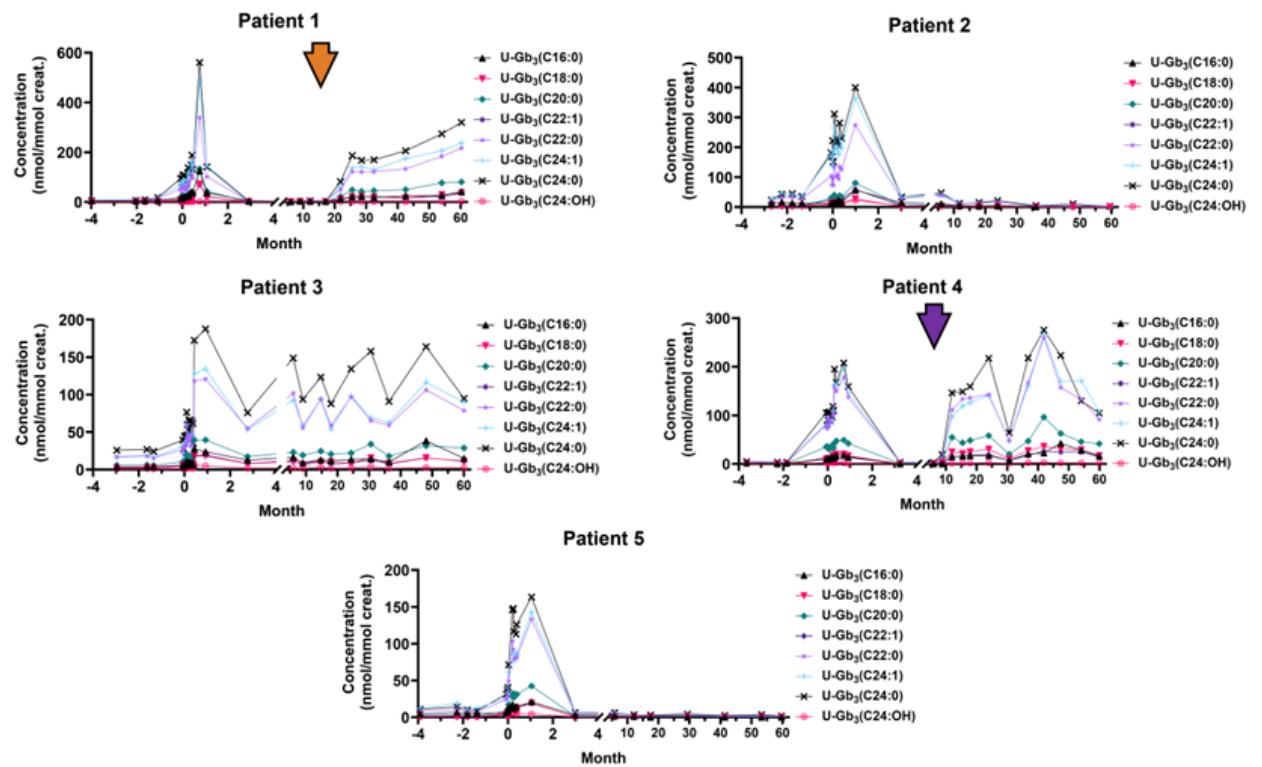 Patient 1
Concentration
(nmol/mmol creat.)
600
400
200
0
-4 -2 0 2 4 10 20 30 40 50 60
Month
U-Gb₃(C16:0)
U-Gb₃(C18:0)
U-Gb₃(C20:0)
U-Gb₃(C22:1)
U-Gb₃(C22:0)
U-Gb₃(C24:1)
U-Gb₃(C24:0)
U-Gb₃(C24:OH)
Patient 2
Concentration
(nmol/mmol creat.)
500
400
300
200
100
0
-4 -2 0 2 4 10 20 30 40 50 60
Month
U-Gb₃(C16:0)
U-Gb₃(C18:0)
U-Gb₃(C20:0)
U-Gb₃(C22:1)
U-Gb₃(C22:0)
U-Gb₃(C24:1)
U-Gb₃(C24:0)
U-Gb₃(C24:OH)
Patient 3
Concentration
(nmol/mmol creat.)
200
150
100
50
0
-4 -2 0 2 4 10 20 30 40 50 60
Month
U-Gb₃(C16:0)
U-Gb₃(C18:0)
U-Gb₃(C20:0)
U-Gb₃(C22:1)
U-Gb₃(C22:0)
U-Gb₃(C24:1)
U-Gb₃(C24:0)
U-Gb₃(C24:OH)
Patient 4
Concentration
(nmol/mmol creat.)
300
200
100
0
-4 -2 0 2 4 10 20 30 40 50 60
Month
U-Gb₃(C16:0)
U-Gb₃(C18:0)
U-Gb₃(C20:0)
U-Gb₃(C22:1)
U-Gb₃(C22:0)
U-Gb₃(C24:1)
U-Gb₃(C24:0)
U-Gb₃(C24:OH)
Patient 5
Concentration
(nmol/mmol creat.)
200
150
100
50
0
-4 -2 0 2 4 10 20 30 40 50 60
Month
U-Gb₃(C16:0)
U-Gb₃(C18:0)
U-Gb₃(C20:0)
U-Gb₃(C22:1)
U-Gb₃(C22:0)
U-Gb₃(C24:1)
U-Gb₃(C24:0)
U-Gb₃(C24:OH)